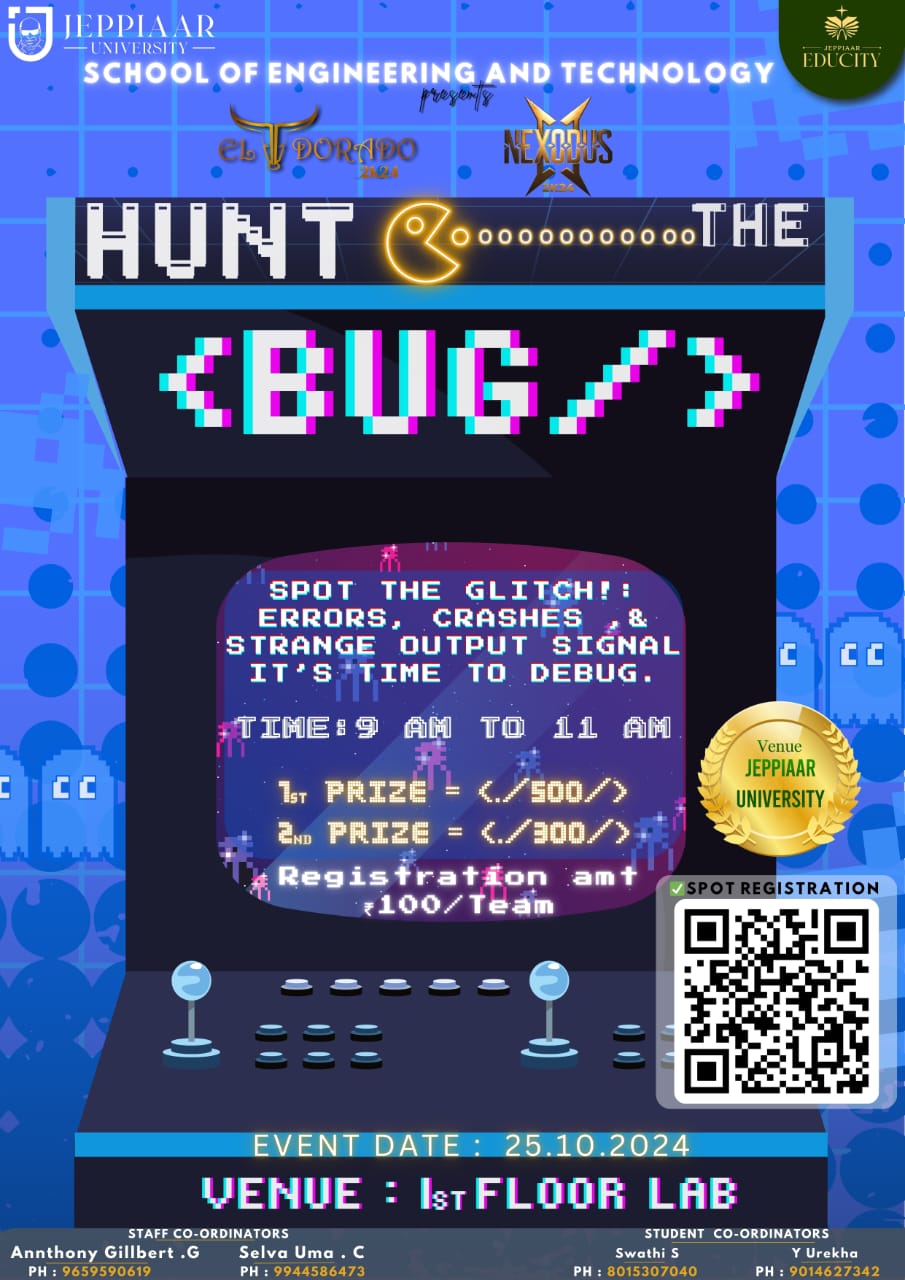 JEPPIAAR
UNIVERSITY
JEPPIAAR
EDUCITY
SCHOOL OF ENGINEERING AND TECHNOLOGY
presents
EL DORADO
2K24
NEXODUS
2K24
HUNT THE
<BUG/>
SPOT THE GLITCH!:
ERRORS, CRASHES ,&
STRANGE OUTPUT SIGNAL
IT'S TIME TO DEBUG.
TIME:9 AM TO 11 AM
1ST PRIZE = <./500/>
2ND PRIZE = <./300/>
Registration amt
₹100/Team
Venue
JEPPIAAR
UNIVERSITY
✅SPOT REGISTRATION
EVENT DATE : 25.10.2024
VENUE : 1ST FLOOR LAB
STAFF CO-ORDINATORS
Annthony Gillbert .G Selva Uma . C
PH : 9659590619 PH : 9944586473
STUDENT CO-ORDINATORS
Swathi S Y Urekha
PH : 8015307040 PH : 9014627342